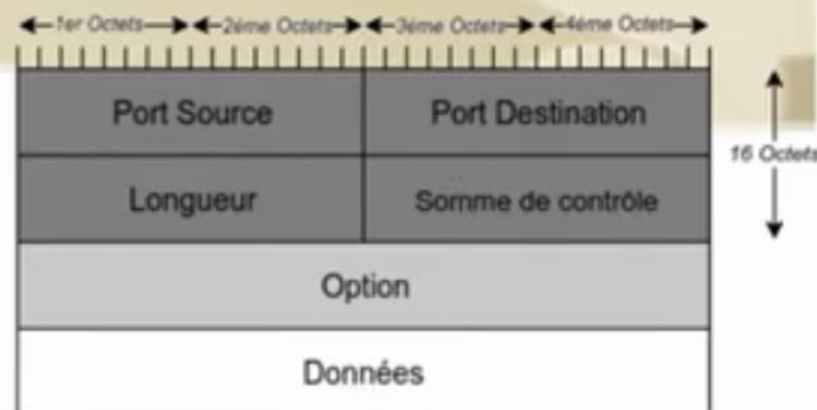 1er Octets 2ème Octets 3ème Octets 4ème Octets
Port Source Port Destination
16 Octets
Longueur Somme de contrôle
Option
Données